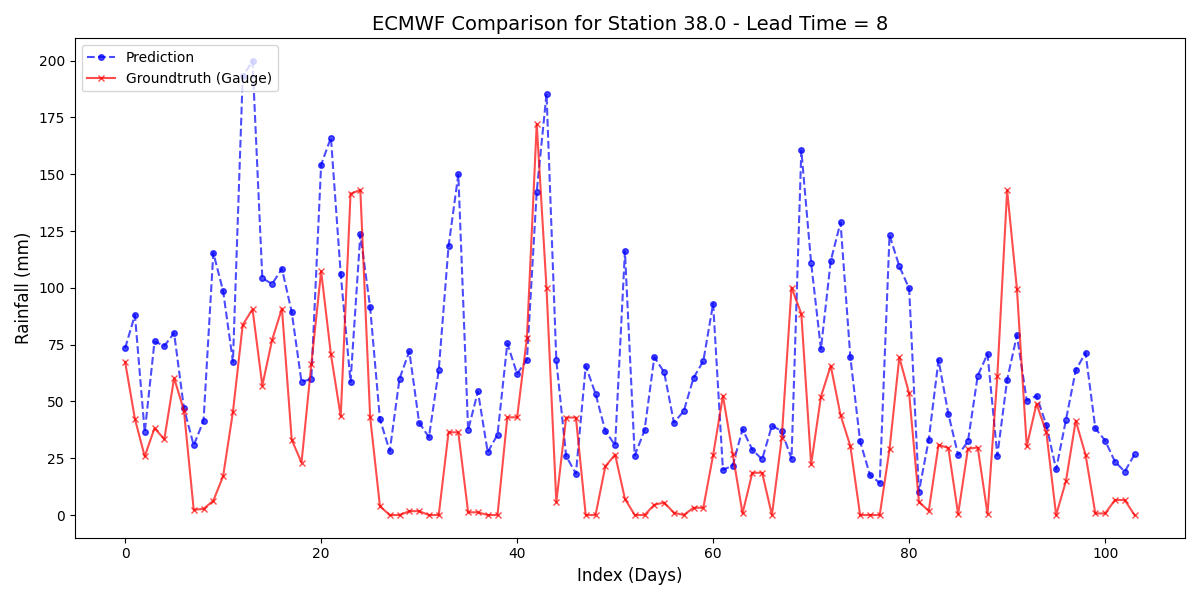 ECMWF Comparison for Station 38.0 - Lead Time = 8
Prediction
Groundtruth (Gauge)
Rainfall (mm)
200
175
150
125
100
75
50
25
0
0 20 40 60 80 100
Index (Days)